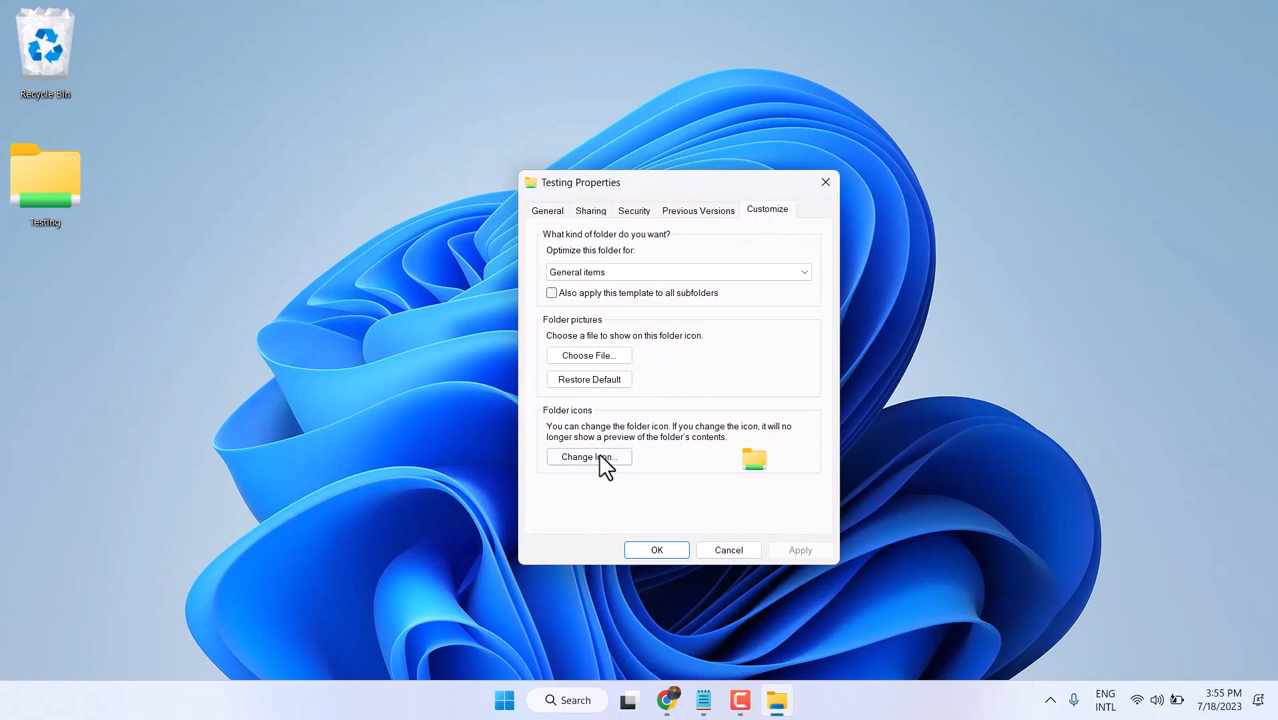 Recycle Bin
Testing
Testing Properties
General
Sharing
Security
Previous Versions
Customize
What kind of folder do you want?
Optimize this folder for:
General items
Also apply this template to all subfolders
Folder pictures
Choose a file to show on this folder icon.
Choose File...
Restore Default
Folder icons
You can change the folder icon. If you change the icon, it will no
longer show a preview of the folder's contents.
Change Icon...
OK
Cancel
Apply
Search
ENG
INTL
3:55 PM
7/18/2023